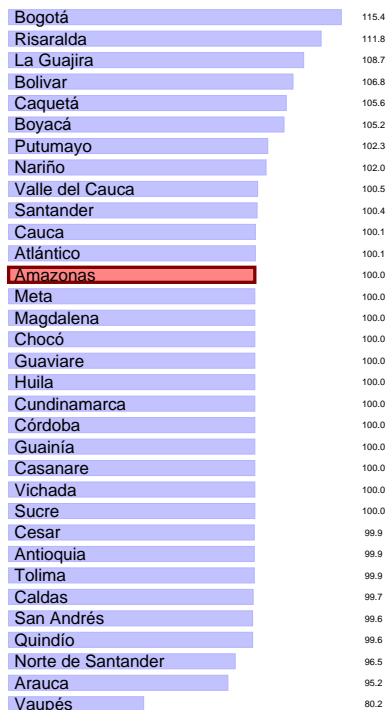 Bogotá 115.4
Risaralda 111.8
La Guajira 108.7
Bolivar 106.8
Caquetá 105.6
Boyacá 105.2
Putumayo 102.3
Nariño 102.0
Valle del Cauca 100.5
Santander 100.4
Cauca 100.1
Atlántico 100.1
Amazonas 100.0
Meta 100.0
Magdalena 100.0
Chocó 100.0
Guaviare 100.0
Huila 100.0
Cundinamarca 100.0
Córdoba 100.0
Guainía 100.0
Casanare 100.0
Vichada 100.0
Sucre 100.0
Cesar 99.9
Antioquia 99.9
Tolima 99.9
Caldas 99.7
San Andrés 99.6
Quindío 99.6
Norte de Santander 96.5
Arauca 95.2
Vaupés 80.2